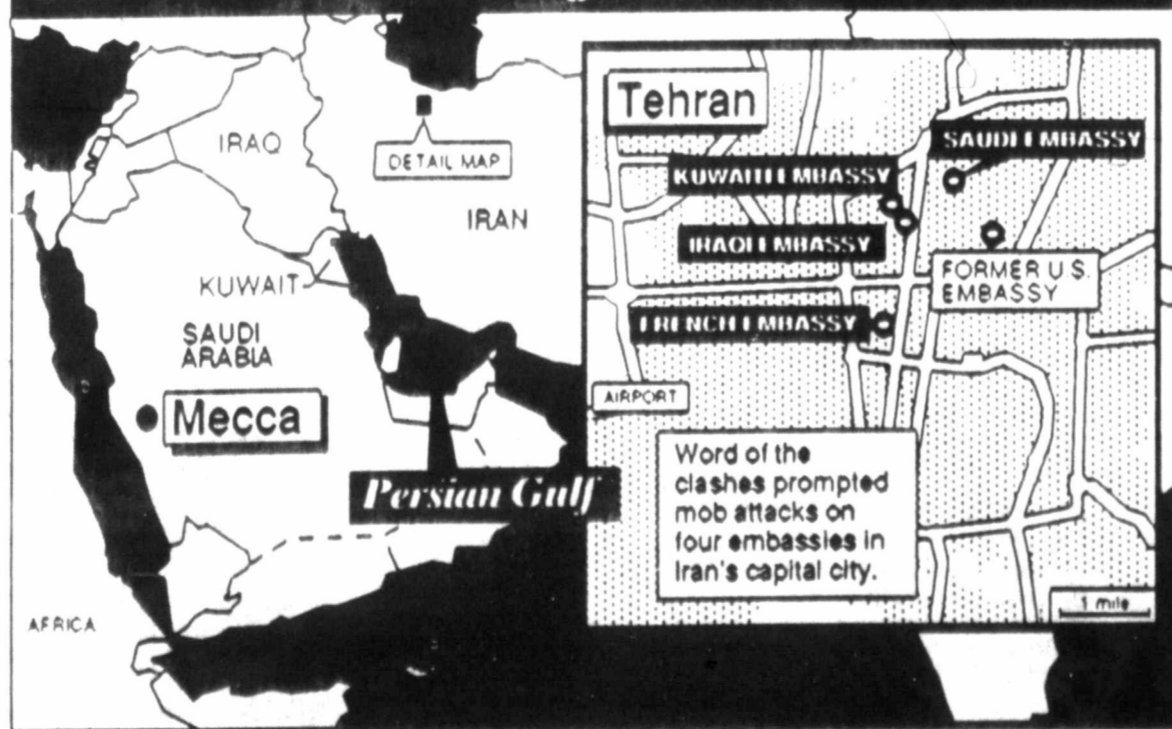 IRAQ
DETAIL MAP
IRAN
KUWAIT
SAUDI
ARABIA
Mecca
Persian Gulf
AFRICA
Tehran
SAUDI EMBASSY
KUWAITI EMBASSY
IRAQI EMBASSY
FORMER U.S.
EMBASSY
FRENCH EMBASSY
AIRPORT
Word of the
clashes prompted
mob attacks on
four embassies in
Iran's capital city.
1 mile